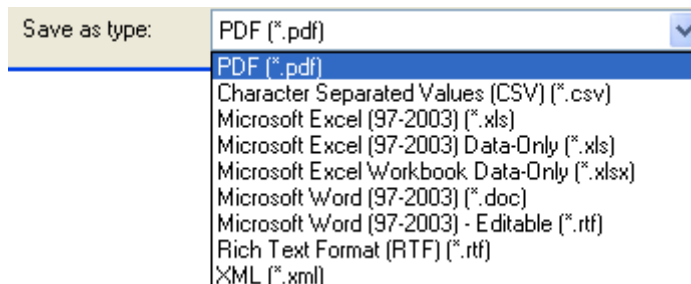 Save as type: PDF (*.pdf)
PDF (*.pdf)
Character Separated Values (CSV) (*.csv)
Microsoft Excel (97-2003) (*.xls)
Microsoft Excel (97-2003) Data-Only (*.xls)
Microsoft Excel Workbook Data-Only (*.xlsx)
Microsoft Word (97-2003) (*.doc)
Microsoft Word (97-2003) - Editable (*.rtf)
Rich Text Format (RTF) (*.rtf)
XML (*.xml)